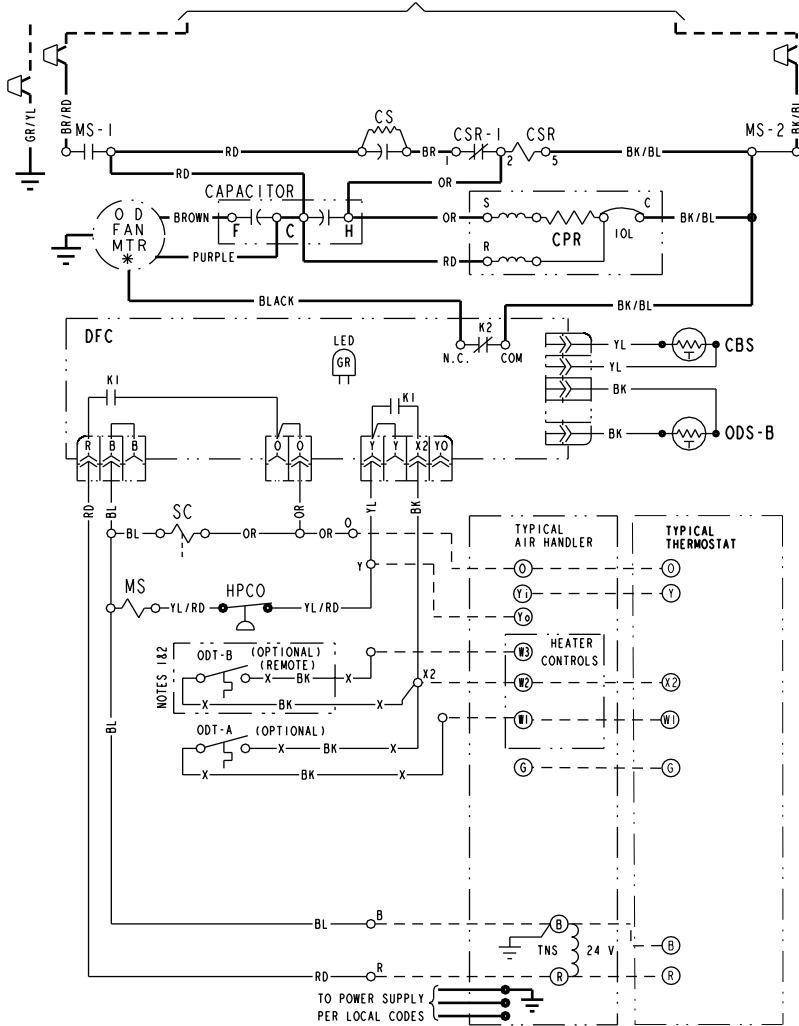 GR/YL
BR/RD
BK/BL
MS-1
CS
CSR-1
CSR
MS-2
RD
BR
1
2
5
BK/BL
RD
OR
CAPACITOR
O D
FAN
MTR
*
BROWN
F
C
H
OR
S
C
CPR
IOL
BK/BL
PURPLE
RD
R
BLACK
BK/BL
DFC
LED
GR
K2
N.C.
COM
YL
CBS
YL
BK
BK
ODS-B
K1
K1
R
B
B
O
O
Y
Y
X2
YO
RD
BL
OR
YL
BK
SC
BL
OR
OR
O
TYPICAL
AIR HANDLER
TYPICAL
THERMOSTAT
Y
O
O
Yi
Y
Yo
MS
HPCO
YL/RD
YL/RD
NOTES 1&2
ODT-B
(OPTIONAL)
(REMOTE)
X
BK
X
X
BK
X
X2
HEATER
CONTROLS
W3
W2
X2
W1
W1
ODT-A
(OPTIONAL)
X
BK
X
X
BK
X
G
G
BL
BL
B
B
B
TNS
24 V
RD
R
R
R
TO POWER SUPPLY
PER LOCAL CODES